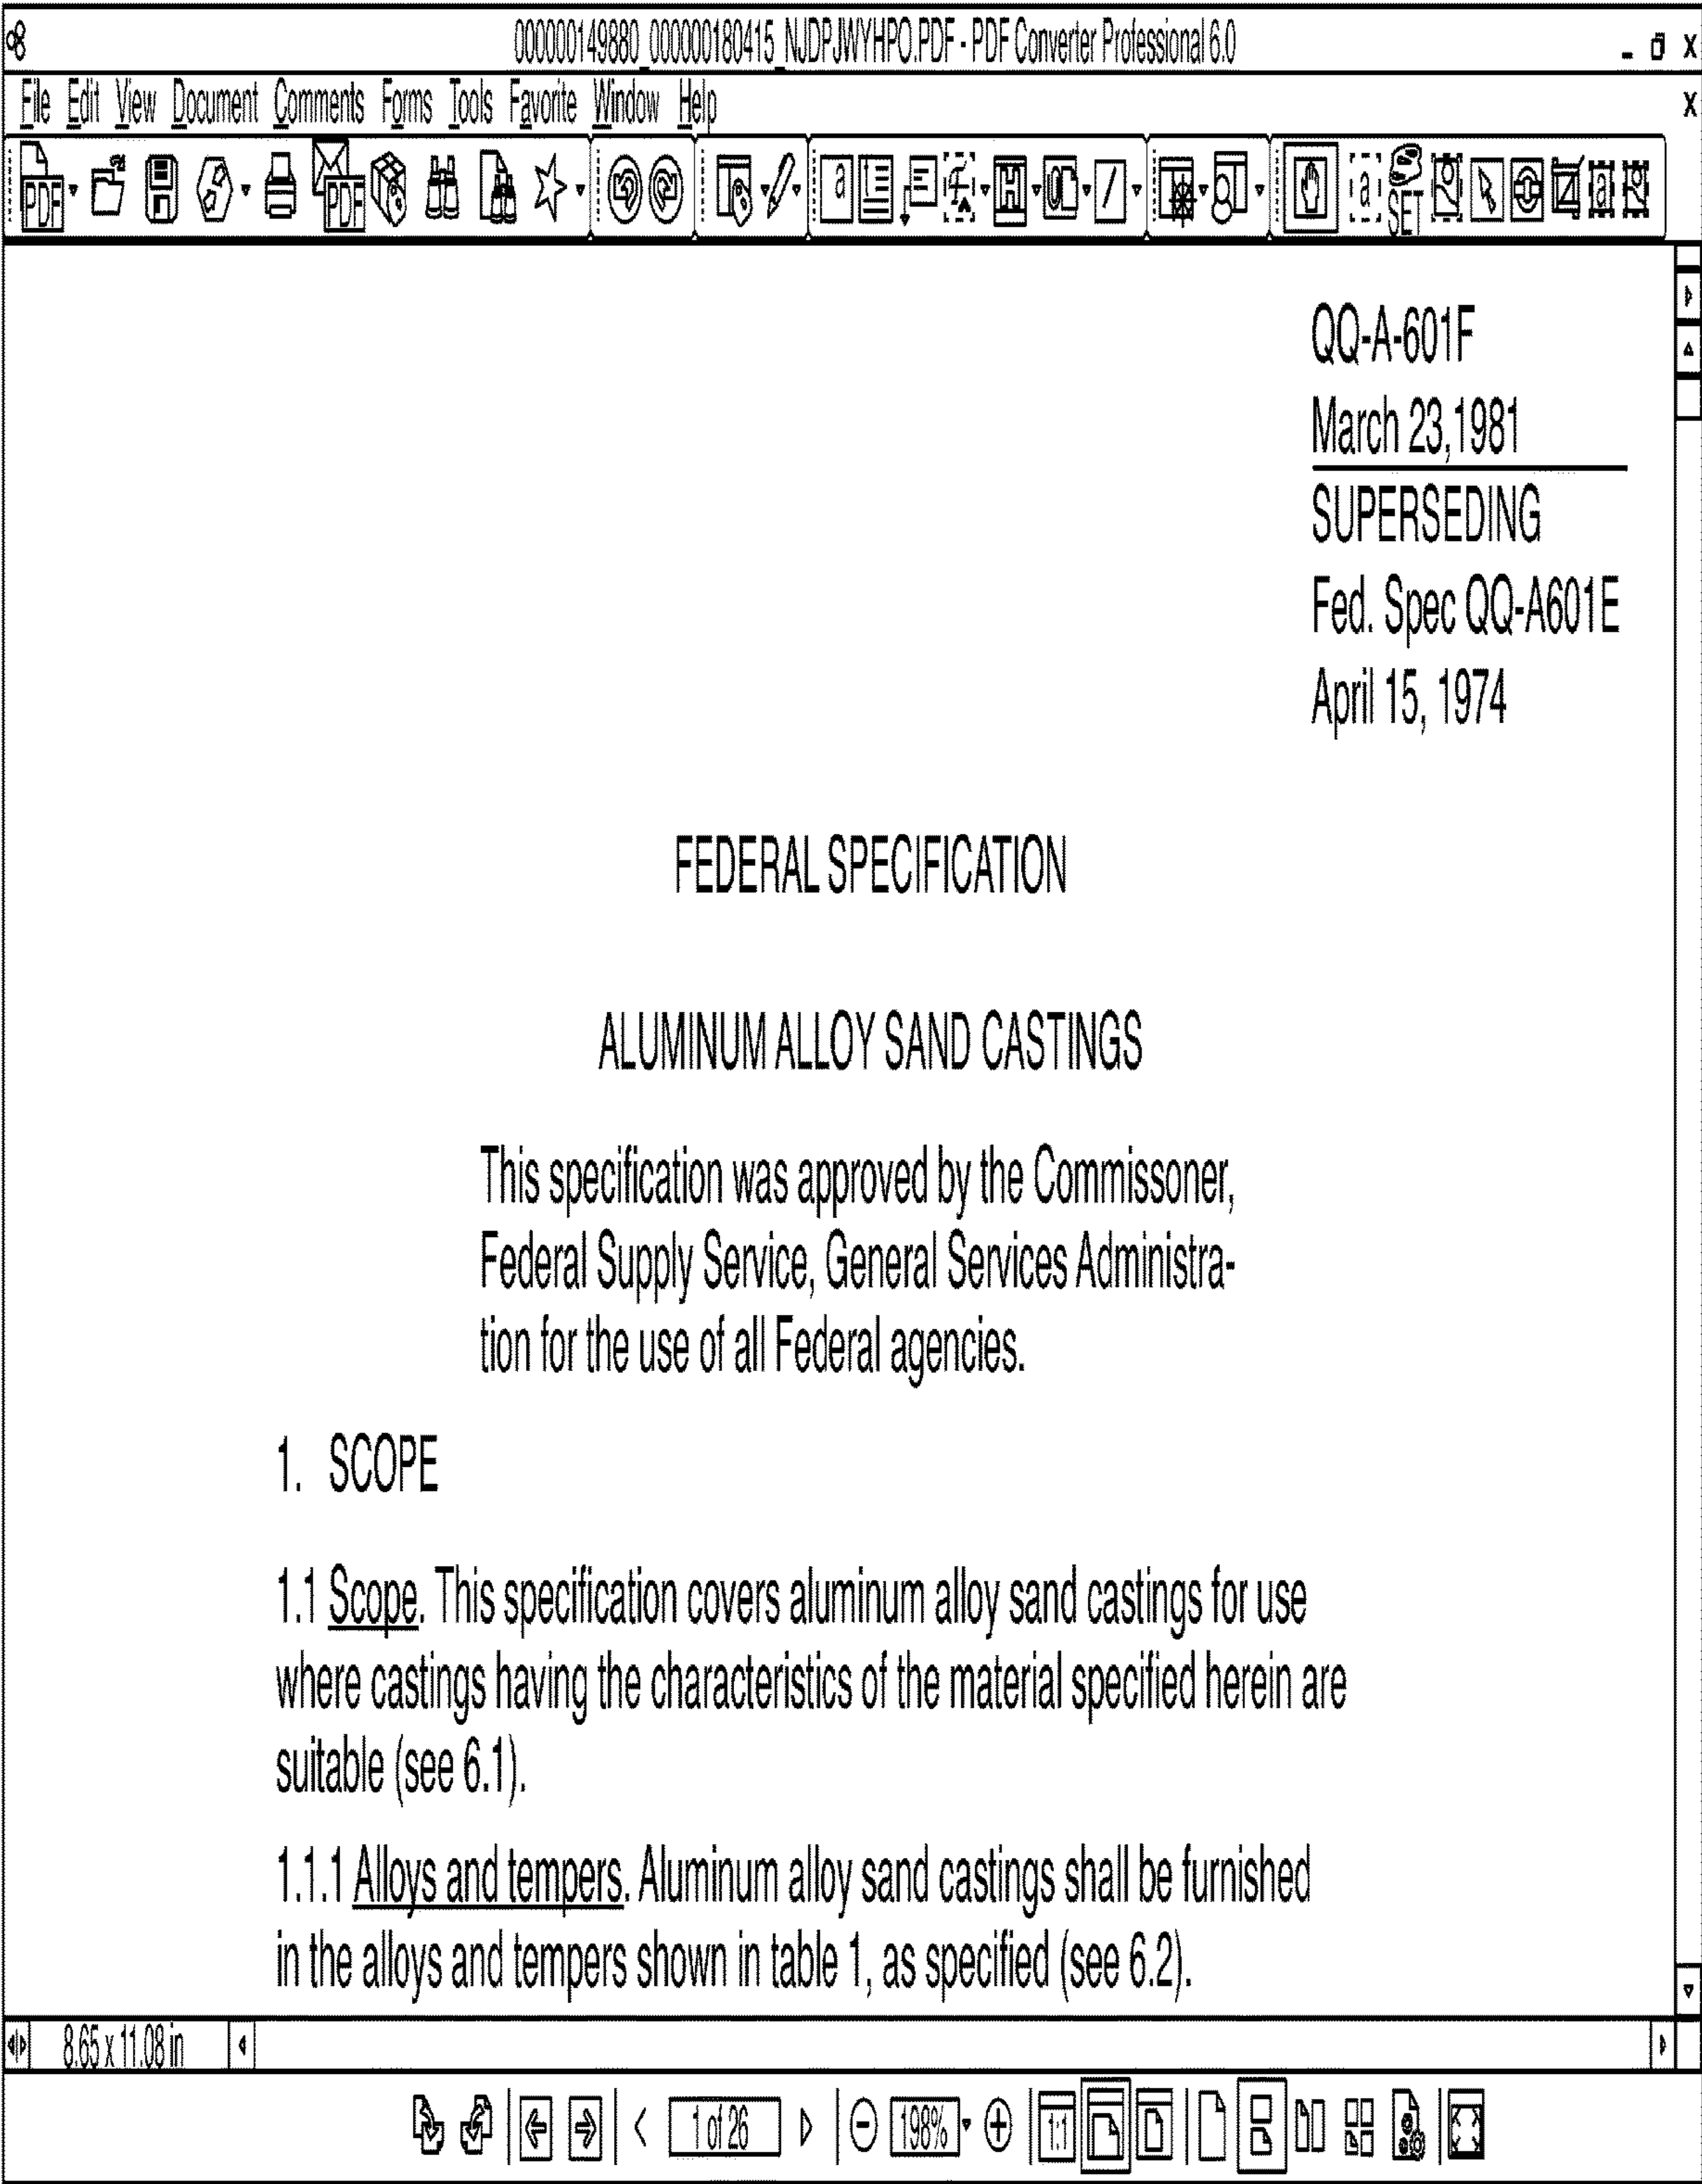 000000149880_000000180415_NJDPJWYHPO.PDF - PDF Converter Professional 6.0
File Edit View Document Comments Forms Tools Favorite Window Help
PDF PDF a t H a SET a
QQ-A-601F
March 23,1981
SUPERSEDING
Fed. Spec QQ-A601E
April 15, 1974
FEDERAL SPECIFICATION
ALUMINUM ALLOY SAND CASTINGS
This specification was approved by the Commissoner,
Federal Supply Service, General Services Administra-
tion for the use of all Federal agencies.
1. SCOPE
1.1 Scope. This specification covers aluminum alloy sand castings for use
where castings having the characteristics of the material specified herein are
suitable (see 6.1).
1.1.1 Alloys and tempers. Aluminum alloy sand castings shall be furnished
in the alloys and tempers shown in table 1, as specified (see 6.2).
8.65 x 11.08 in
1 of 26 198% 1:1